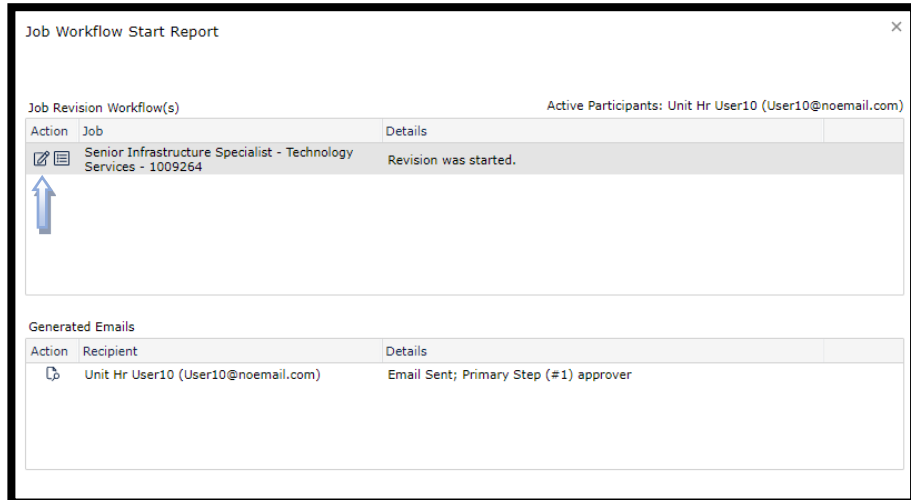 Job Workflow Start Report
Job Revision Workflow(s)
Active Participants: Unit Hr User10 (User10@noemail.com)
Action Job Details
Senior Infrastructure Specialist - Technology
Services - 1009264
Revision was started.
Generated Emails
Action Recipient Details
Unit Hr User10 (User10@noemail.com) Email Sent; Primary Step (#1) approver